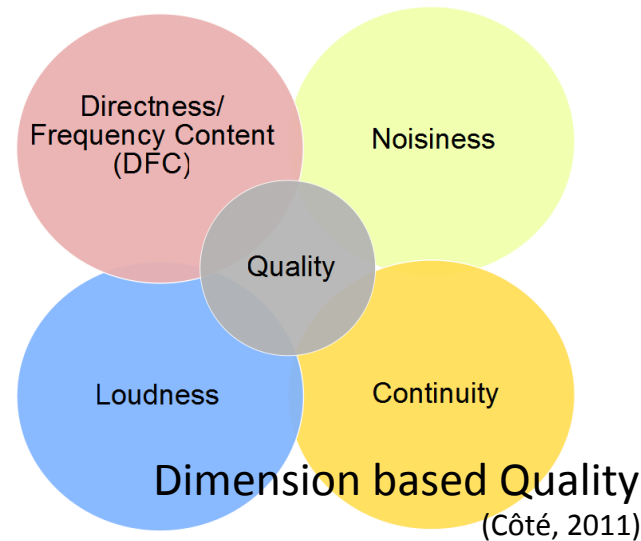 Directness/
Frequency Content
(DFC)
Noisiness
Quality
Loudness
Continuity
Dimension based Quality
(Côté, 2011)